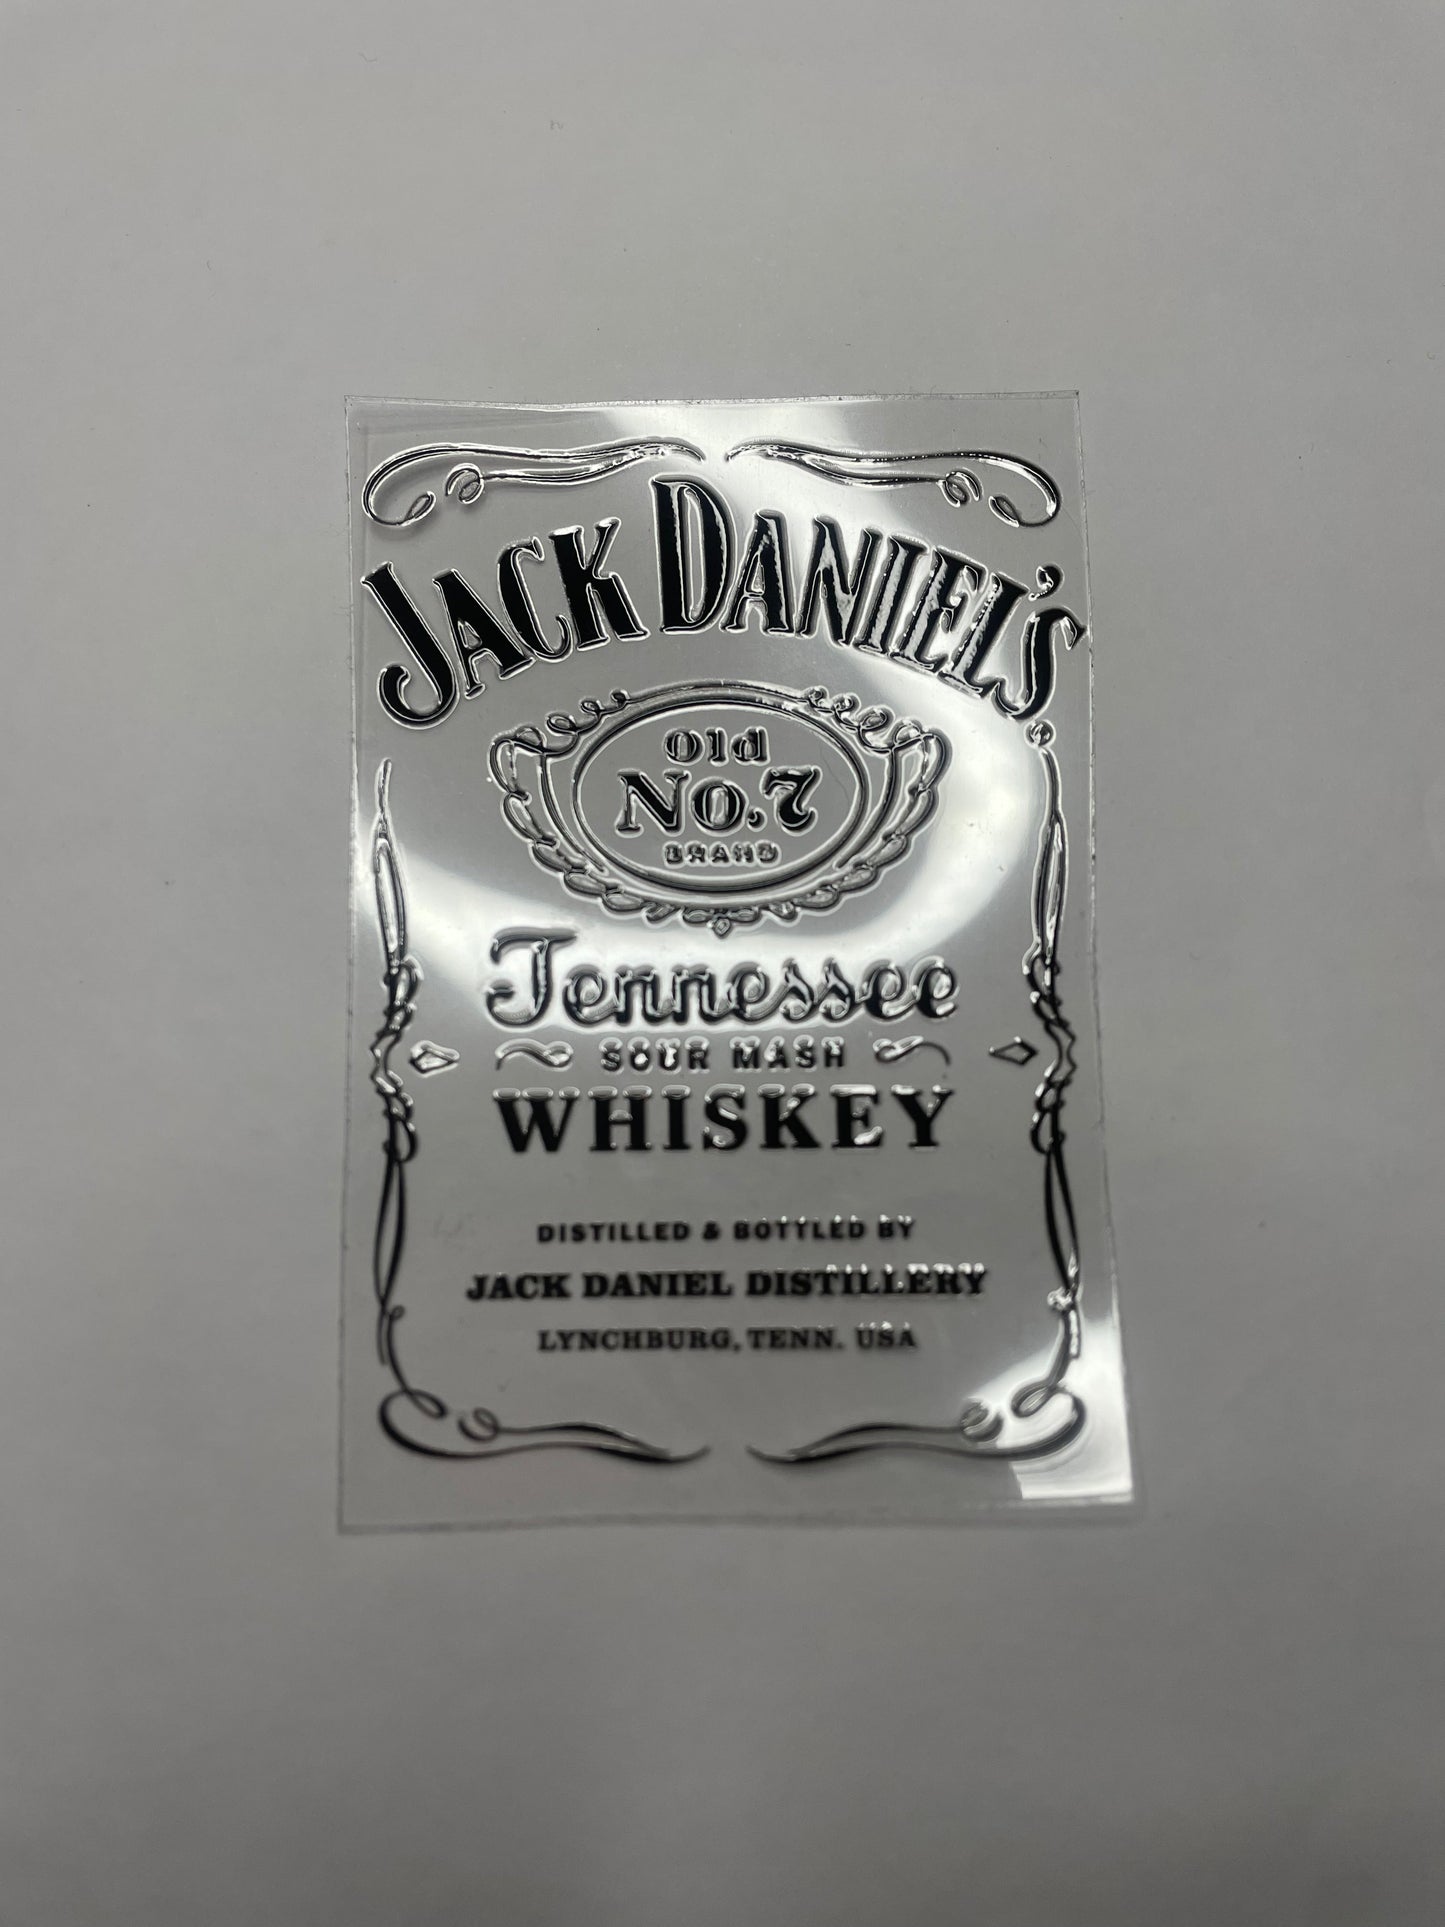 JACK DANIEL'S
Old
No.7
BRAND
Tennessee
SOUR MASH
WHISKEY
DISTILLED & BOTTLED BY
JACK DANIEL DISTILLERY
LYNCHBURG, TENN. USA